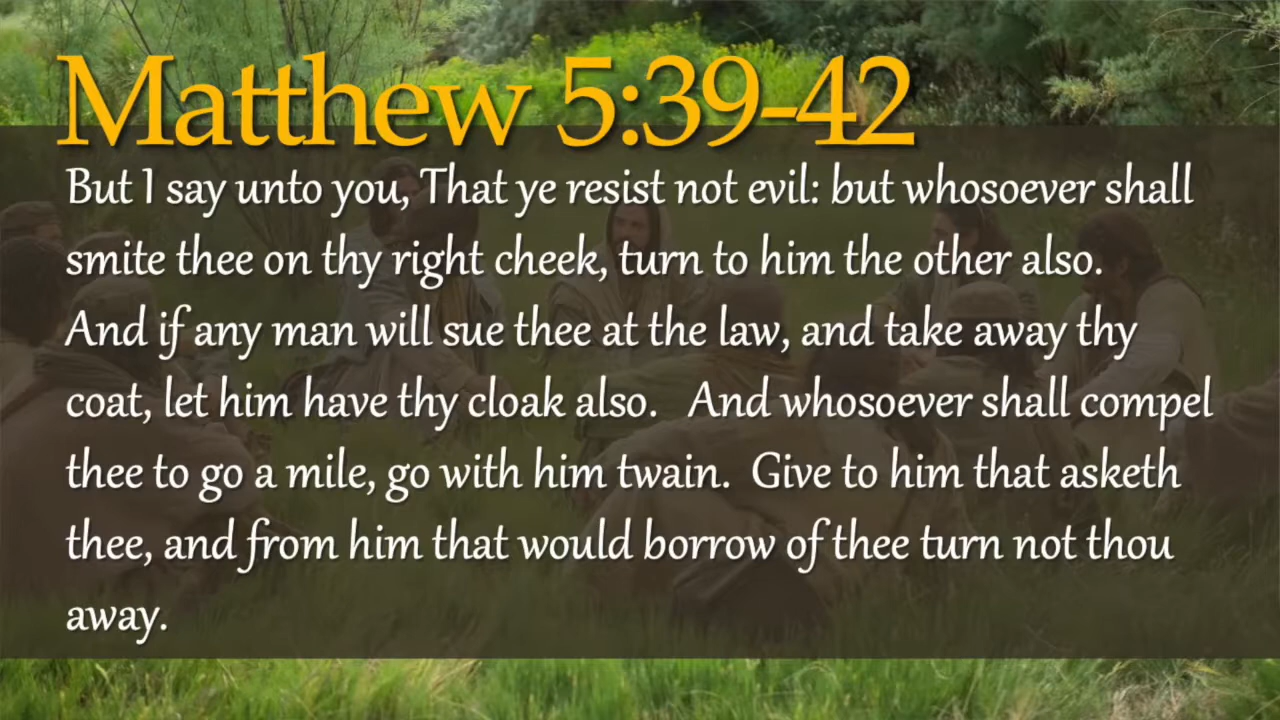 Matthew 5:39-42
But I say unto you, That ye resist not evil: but whosoever shall
smite thee on thy right cheek, turn to him the other also.
And if any man will sue thee at the law, and take away thy
coat, let him have thy cloak also.   And whosoever shall compel
thee to go a mile, go with him twain.  Give to him that asketh
thee, and from him that would borrow of thee turn not thou
away.